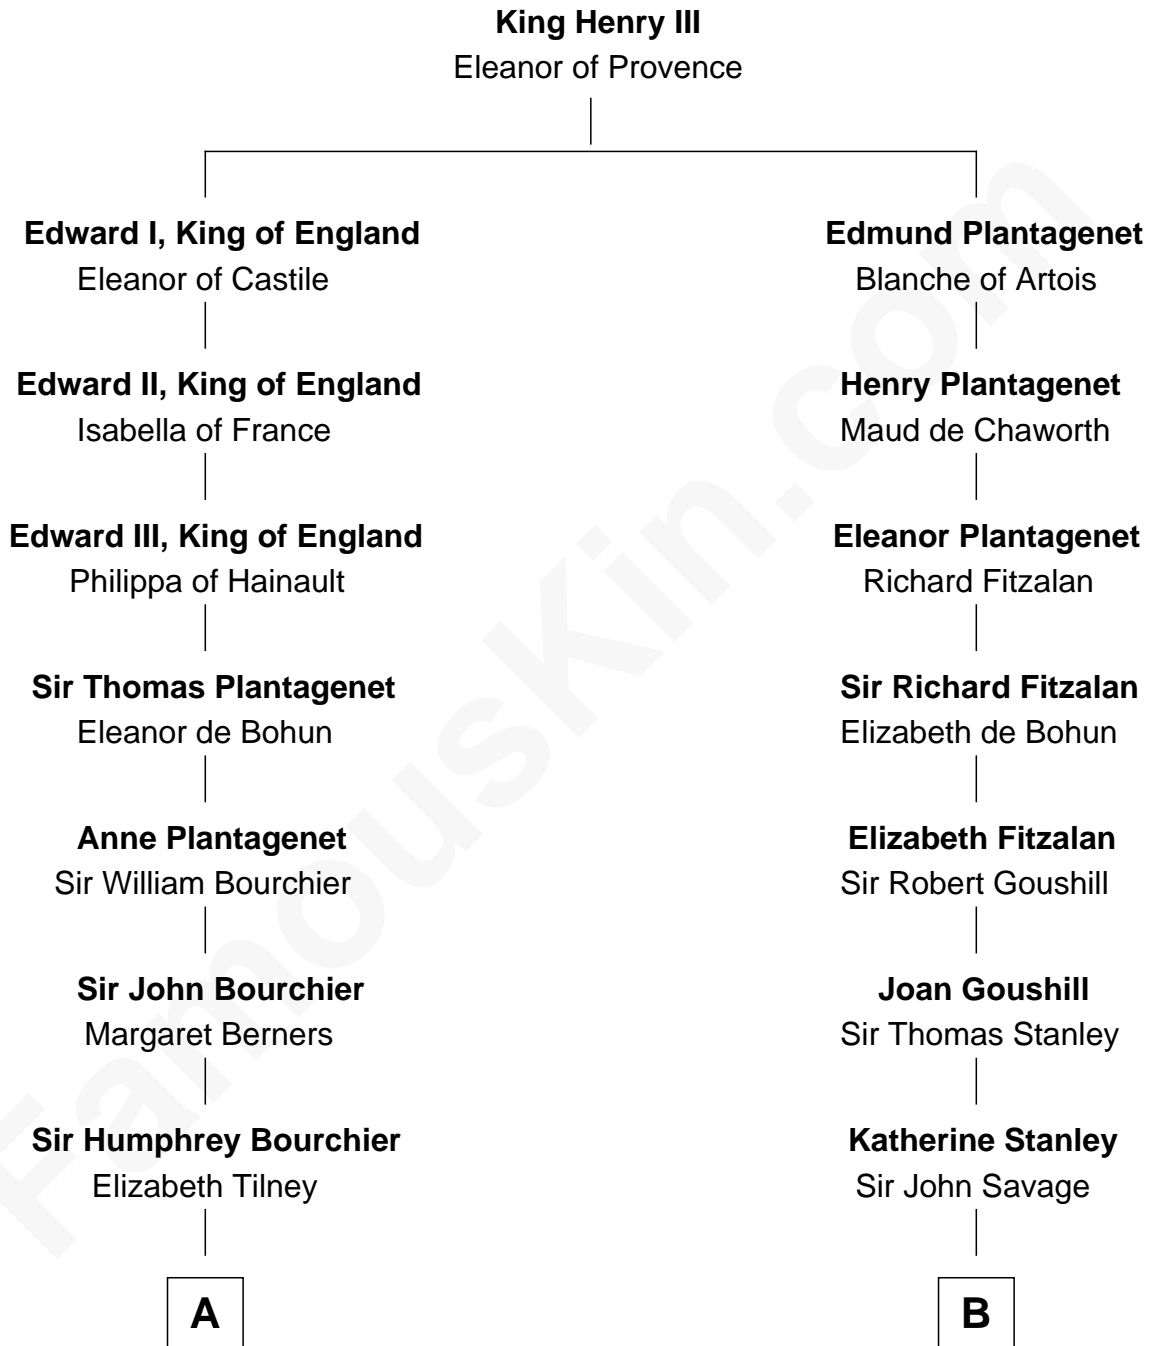 King Henry III
Eleanor of Provence
Edward I, King of England
Eleanor of Castile
Edward II, King of England
Isabella of France
Edward III, King of England
Philippa of Hainault
Sir Thomas Plantagenet
Eleanor de Bohun
Anne Plantagenet
Sir William Bourchier
Sir John Bourchier
Margaret Berners
Sir Humphrey Bourchier
Elizabeth Tilney
A
Edmund Plantagenet
Blanche of Artois
Henry Plantagenet
Maud de Chaworth
Eleanor Plantagenet
Richard Fitzalan
Sir Richard Fitzalan
Elizabeth de Bohun
Elizabeth Fitzalan
Sir Robert Goushill
Joan Goushill
Sir Thomas Stanley
Katherine Stanley
Sir John Savage
B
FamousKin.com